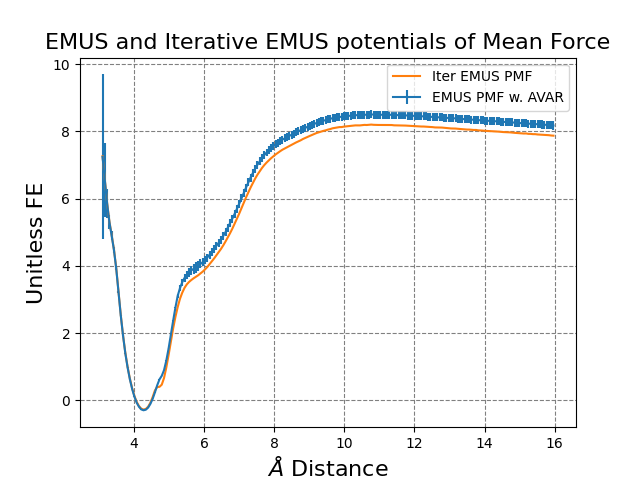 EMUS and Iterative EMUS potentials of Mean Force
Iter EMUS PMF
EMUS PMF w. AVAR
Unitless FE
10
8
6
4
2
0
4 6 8 10 12 14 16
Å Distance